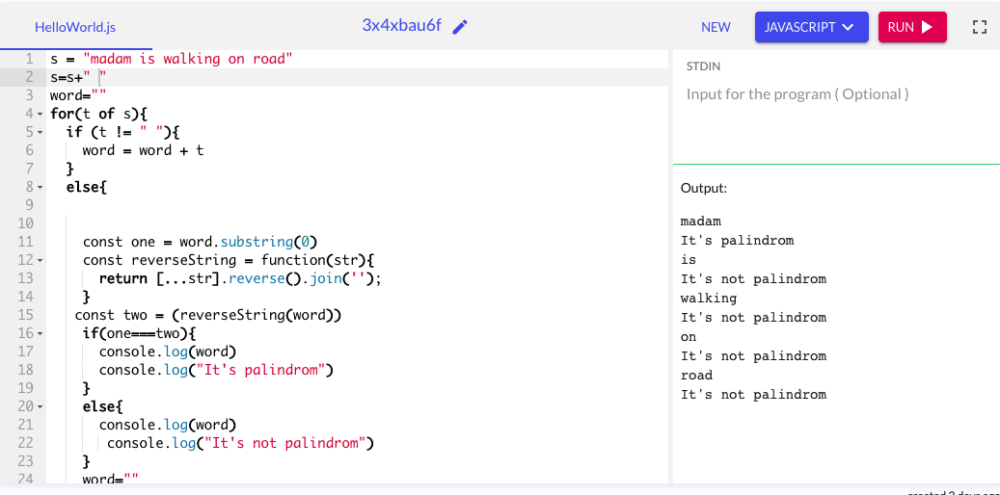 HelloWorld.js
3x4xbau6f
NEW
JAVASCRIPT
RUN
1 s = "madam is walking on road"
2 s=s+" "
3 word=""
4 for(t of s){
5 if (t != " "){
6 word = word + t
7 }
8 else{
9
10
11 const one = word.substring(0)
12 const reverseString = function(str){
13 return [...str].reverse().join('');
14 }
15 const two = (reverseString(word))
16 if(one===two){
17 console.log(word)
18 console.log("It's palindrom")
19 }
20 else{
21 console.log(word)
22 console.log("It's not palindrom")
23 }
24 word=""
STDIN
Input for the program ( Optional )
Output:
madam
It's palindrom
is
It's not palindrom
walking
It's not palindrom
on
It's not palindrom
road
It's not palindrom